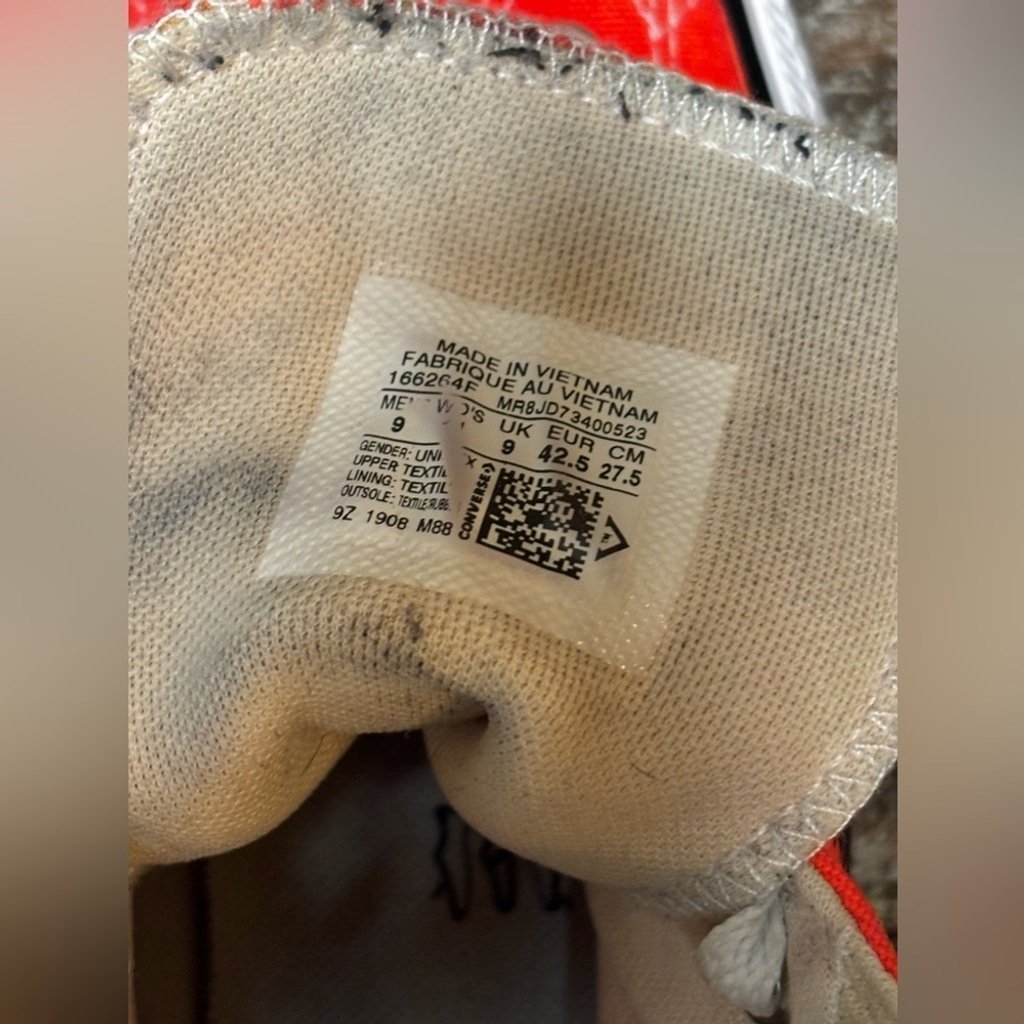 MADE IN VIETNAM
FABRIQUE AU VIETNAM
166264F MR8JD73400523
UK EUR CM
9 9 42.5 27.5
GENDER:
UPPER
LINING:
OUTSOLE:
9Z 1908 M88
CONVERSE